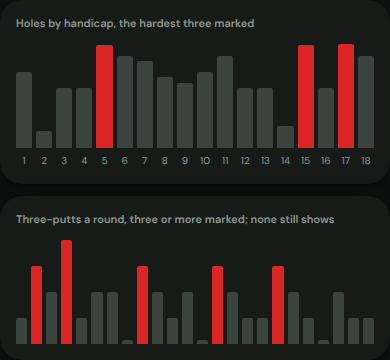 Holes by handicap, the hardest three marked
1 2 3 4 5 6 7 8 9 10 11 12 13 14 15 16 17 18
Three-putts a round, three or more marked; none still shows